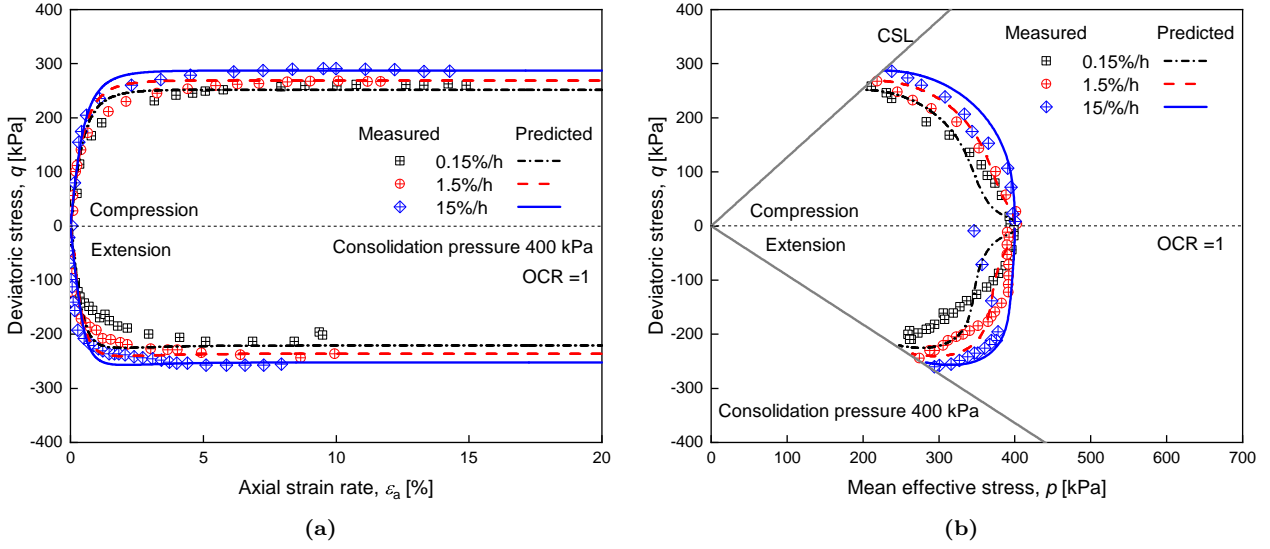 400
300
200
100
0
-100
-200
-300
-400
Deviatoric stress, q [kPa]
Measured Predicted
0.15%/h
1.5%/h
15%/h
Compression
Extension
Consolidation pressure 400 kPa
OCR =1
0 5 10 15 20
Axial strain rate, εa [%]
(a)
400
300
200
100
0
-100
-200
-300
-400
Deviatoric stress, q [kPa]
CSL
Measured Predicted
0.15%/h
1.5%/h
15/%/h
Compression
Extension
OCR =1
Consolidation pressure 400 kPa
0 100 200 300 400 500 600 700
Mean effective stress, p [kPa]
(b)